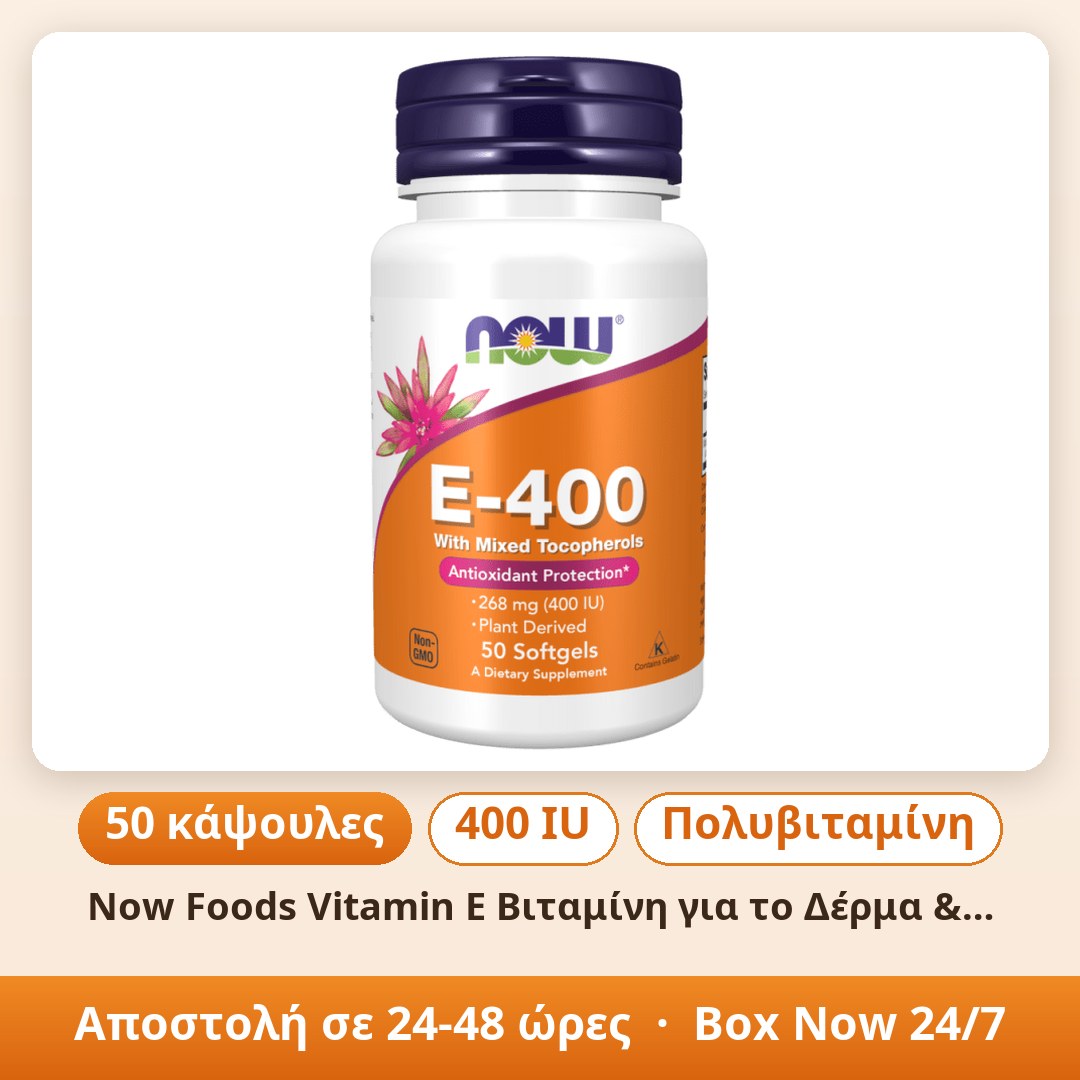 now®
E-400
With Mixed Tocopherols
Antioxidant Protection*
•268 mg (400 IU)
•Plant Derived
50 Softgels
A Dietary Supplement
Non-
GMO
K
Contains Gelatin
50 κάψουλες
400 IU
Πολυβιταμίνη
Now Foods Vitamin E Βιταμίνη για το Δέρμα &...
Αποστολή σε 24-48 ώρες · Box Now 24/7